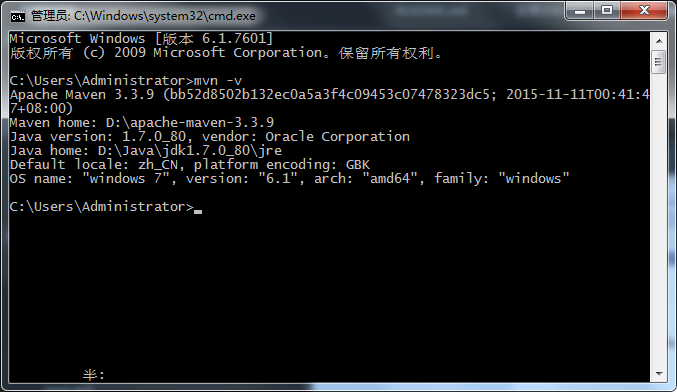 管理员: C:\Windows\system32\cmd.exe
Microsoft Windows [版本 6.1.7601]
版权所有 (c) 2009 Microsoft Corporation。保留所有权利。
C:\Users\Administrator>mvn -v
Apache Maven 3.3.9 (bb52d8502b132ec0a5a3f4c09453c07478323dc5; 2015-11-11T00:41:4
7+08:00)
Maven home: D:\apache-maven-3.3.9
Java version: 1.7.0_80, vendor: Oracle Corporation
Java home: D:\Java\jdk1.7.0_80\jre
Default locale: zh_CN, platform encoding: GBK
OS name: "windows 7", version: "6.1", arch: "amd64", family: "windows"
C:\Users\Administrator>
半: